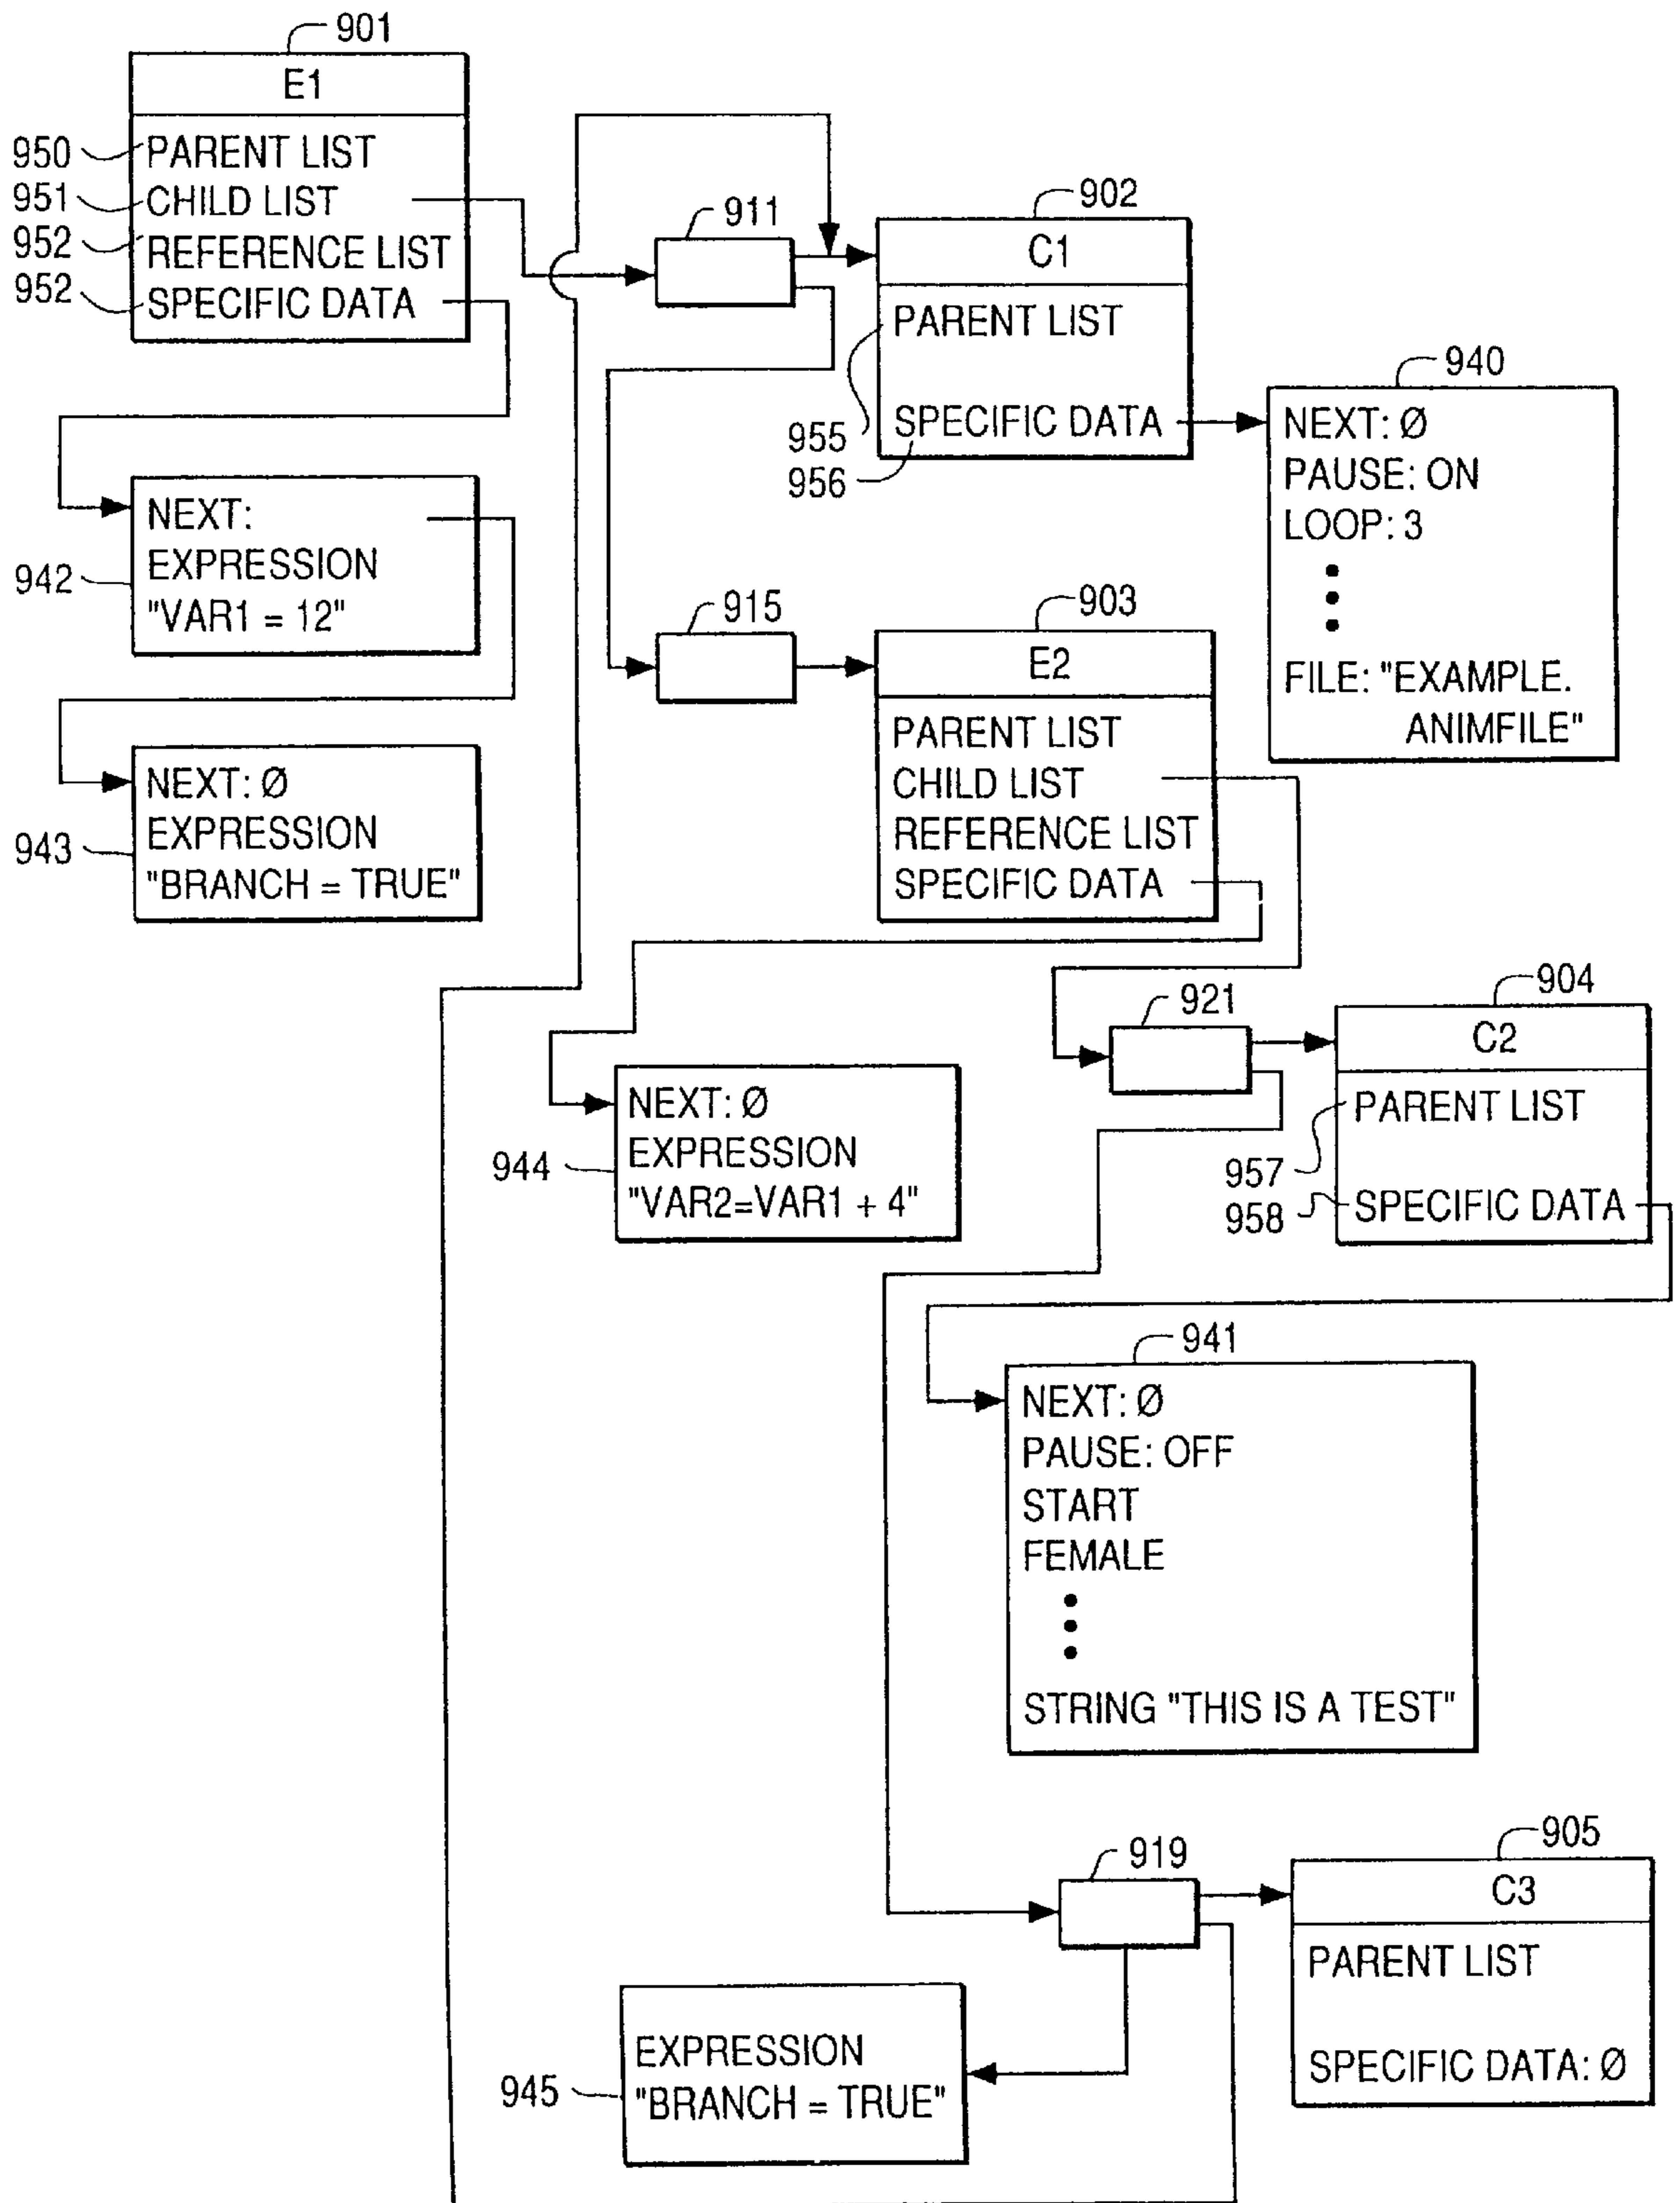 901
E1
950
PARENT LIST
951
CHILD LIST
952
REFERENCE LIST
952
SPECIFIC DATA
911
902
C1
PARENT LIST
955
SPECIFIC DATA
956
940
NEXT: Ø
PAUSE: ON
LOOP: 3
FILE: "EXAMPLE.
ANIMFILE"
942
NEXT:
EXPRESSION
"VAR1 = 12"
943
NEXT: Ø
EXPRESSION
"BRANCH = TRUE"
915
903
E2
PARENT LIST
CHILD LIST
REFERENCE LIST
SPECIFIC DATA
944
NEXT: Ø
EXPRESSION
"VAR2=VAR1 + 4"
921
904
C2
PARENT LIST
957
958
SPECIFIC DATA
941
NEXT: Ø
PAUSE: OFF
START
FEMALE
STRING "THIS IS A TEST"
919
905
C3
PARENT LIST
SPECIFIC DATA: Ø
945
EXPRESSION
"BRANCH = TRUE"